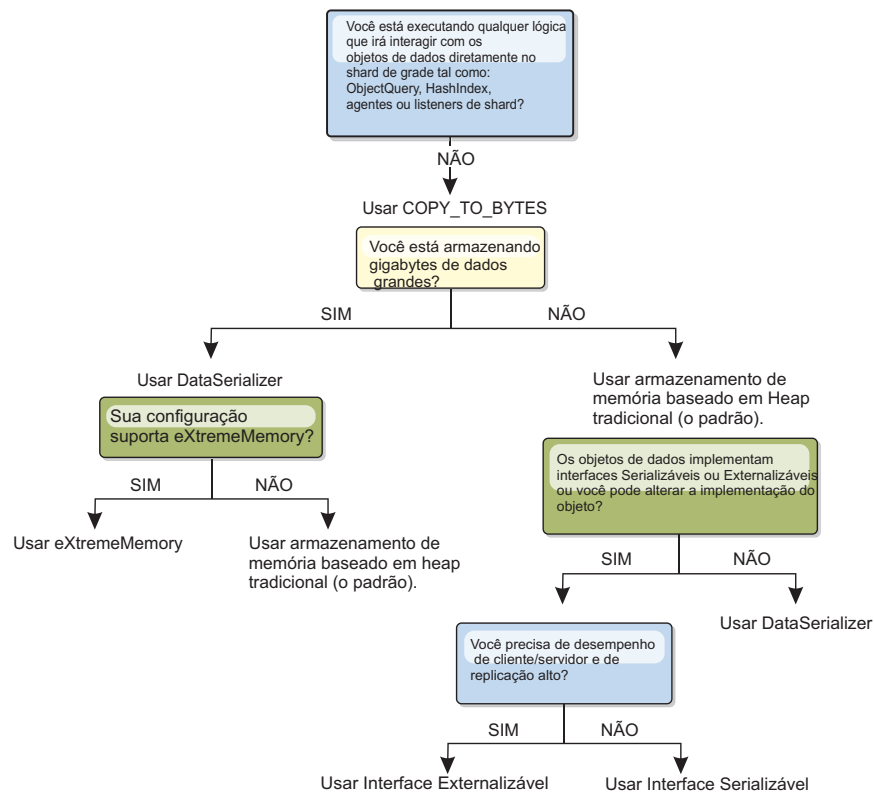 Você está executando qualquer lógica
que irá interagir com os
objetos de dados diretamente no
shard de grade tal como:
ObjectQuery, HashIndex,
agentes ou listeners de shard?
NÃO
Usar COPY_TO_BYTES
Você está armazenando
gigabytes de dados
grandes?
SIM
NÃO
Usar DataSerializer
Sua configuração
suporta eXtremeMemory?
SIM
NÃO
Usar eXtremeMemory
Usar armazenamento de
memória baseado em heap
tradicional (o padrão).
Usar armazenamento de
memória baseado em Heap
tradicional (o padrão).
Os objetos de dados implementam
interfaces Serializáveis ou Externalizáveis
ou você pode alterar a implementação do
objeto?
SIM
NÃO
Usar DataSerializer
Você precisa de desempenho
de cliente/servidor e de
replicação alto?
SIM
NÃO
Usar Interface Externalizável
Usar Interface Serializável